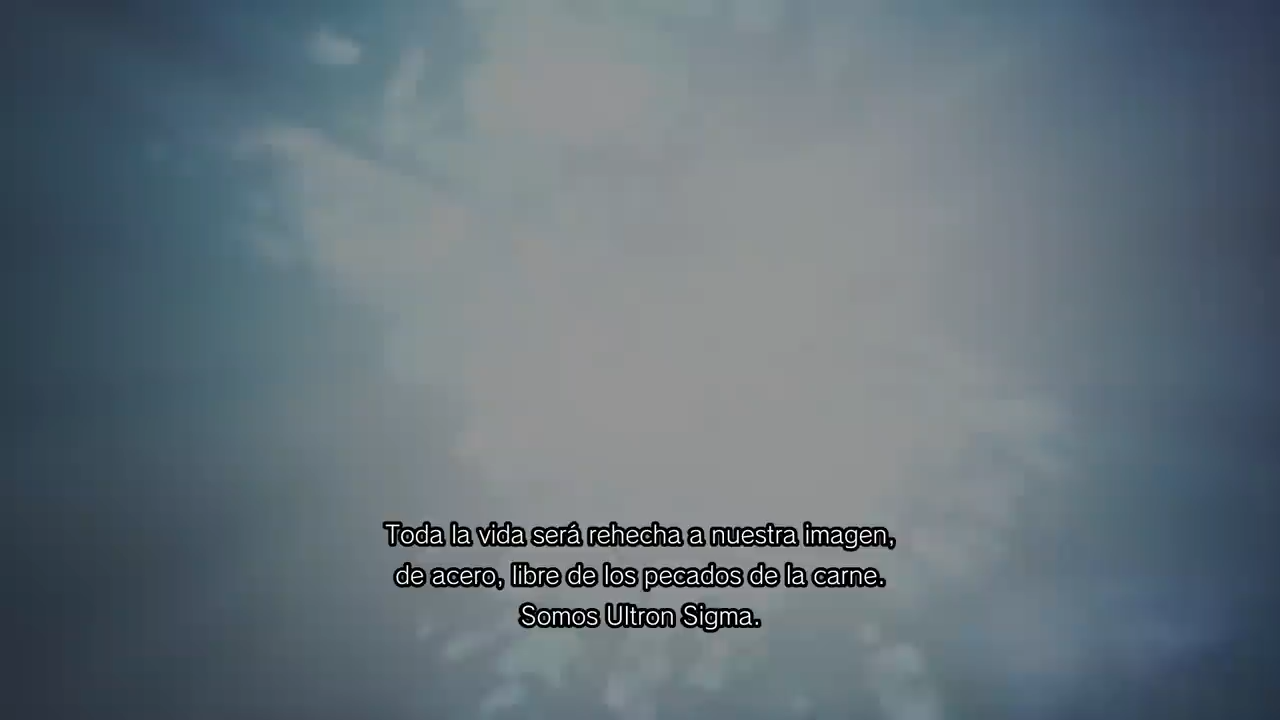 Toda la vida será rehecha a nuestra imagen,
de acero, libre de los pecados de la carne.
Somos Ultron Sigma.